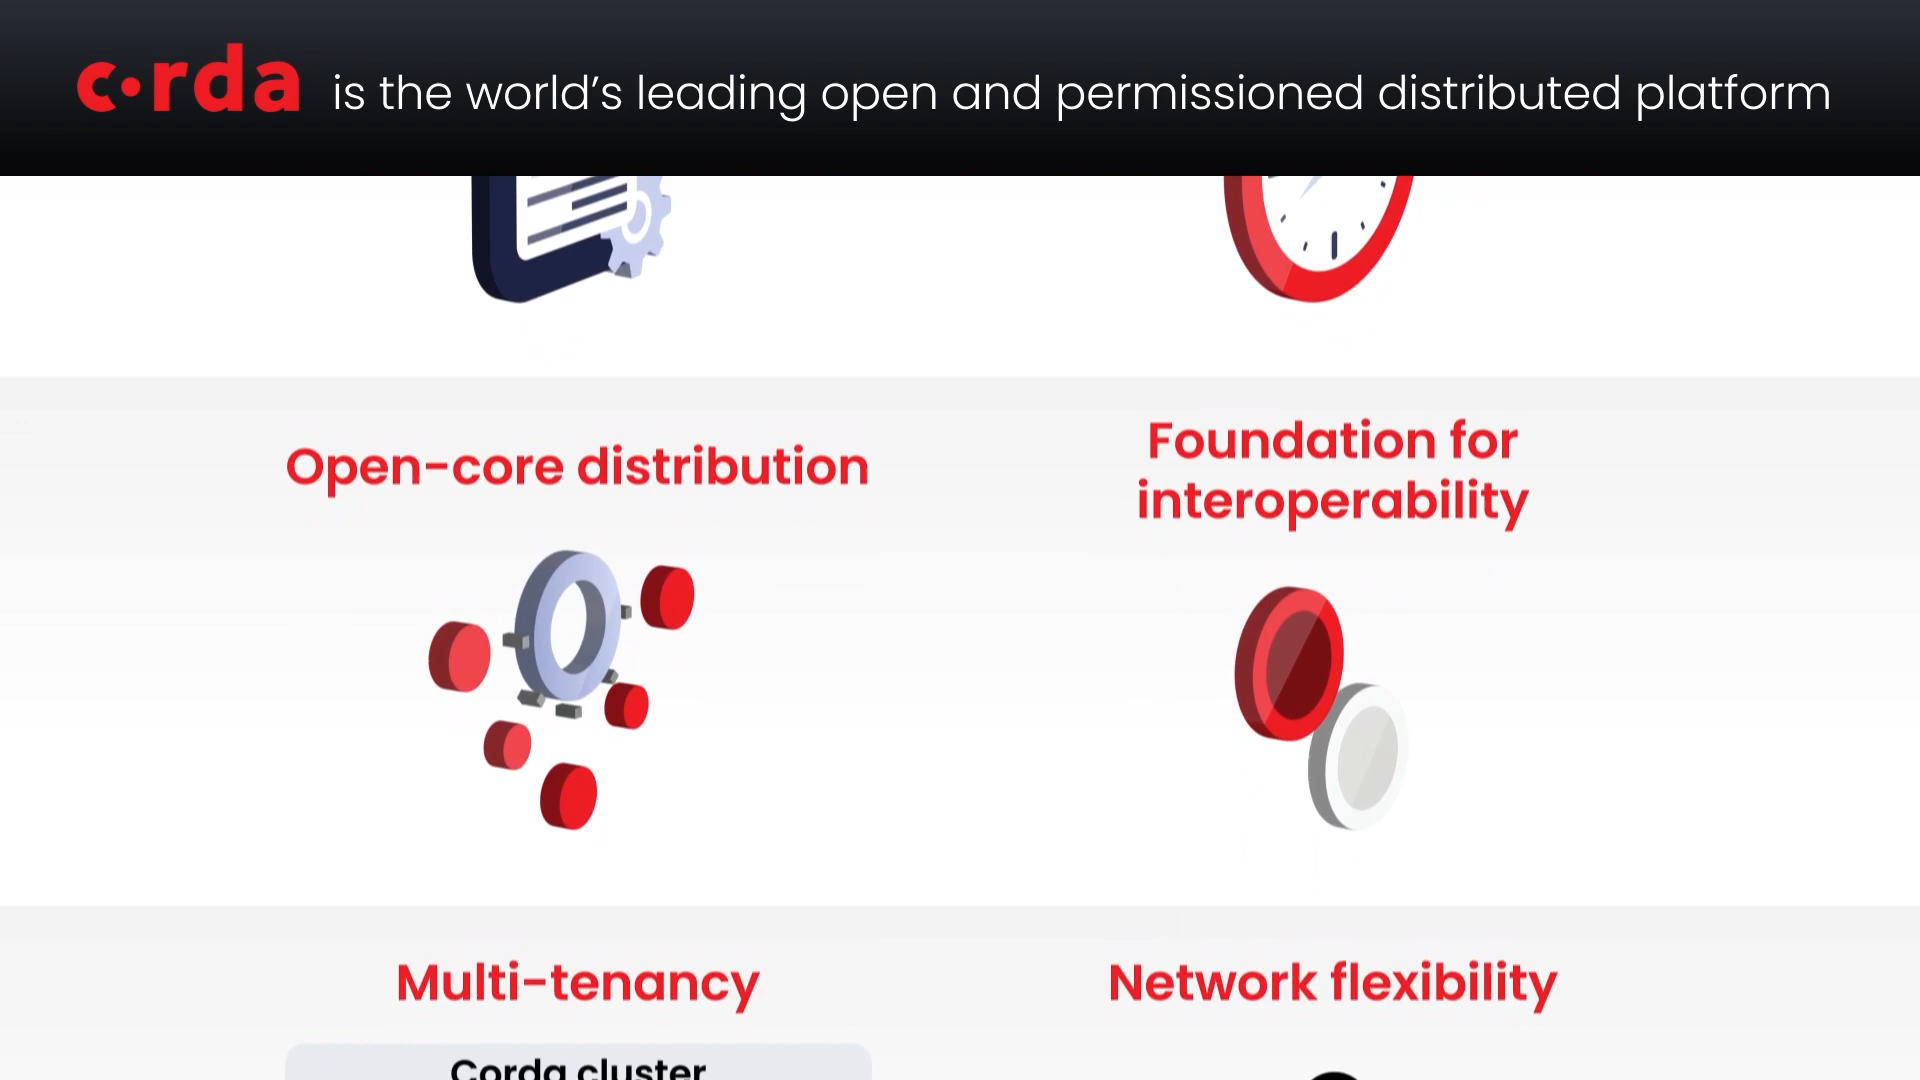 corda is the world’s leading open and permissioned distributed platform
Open-core distribution
Foundation for
interoperability
Multi-tenancy
Network flexibility
Corda cluster